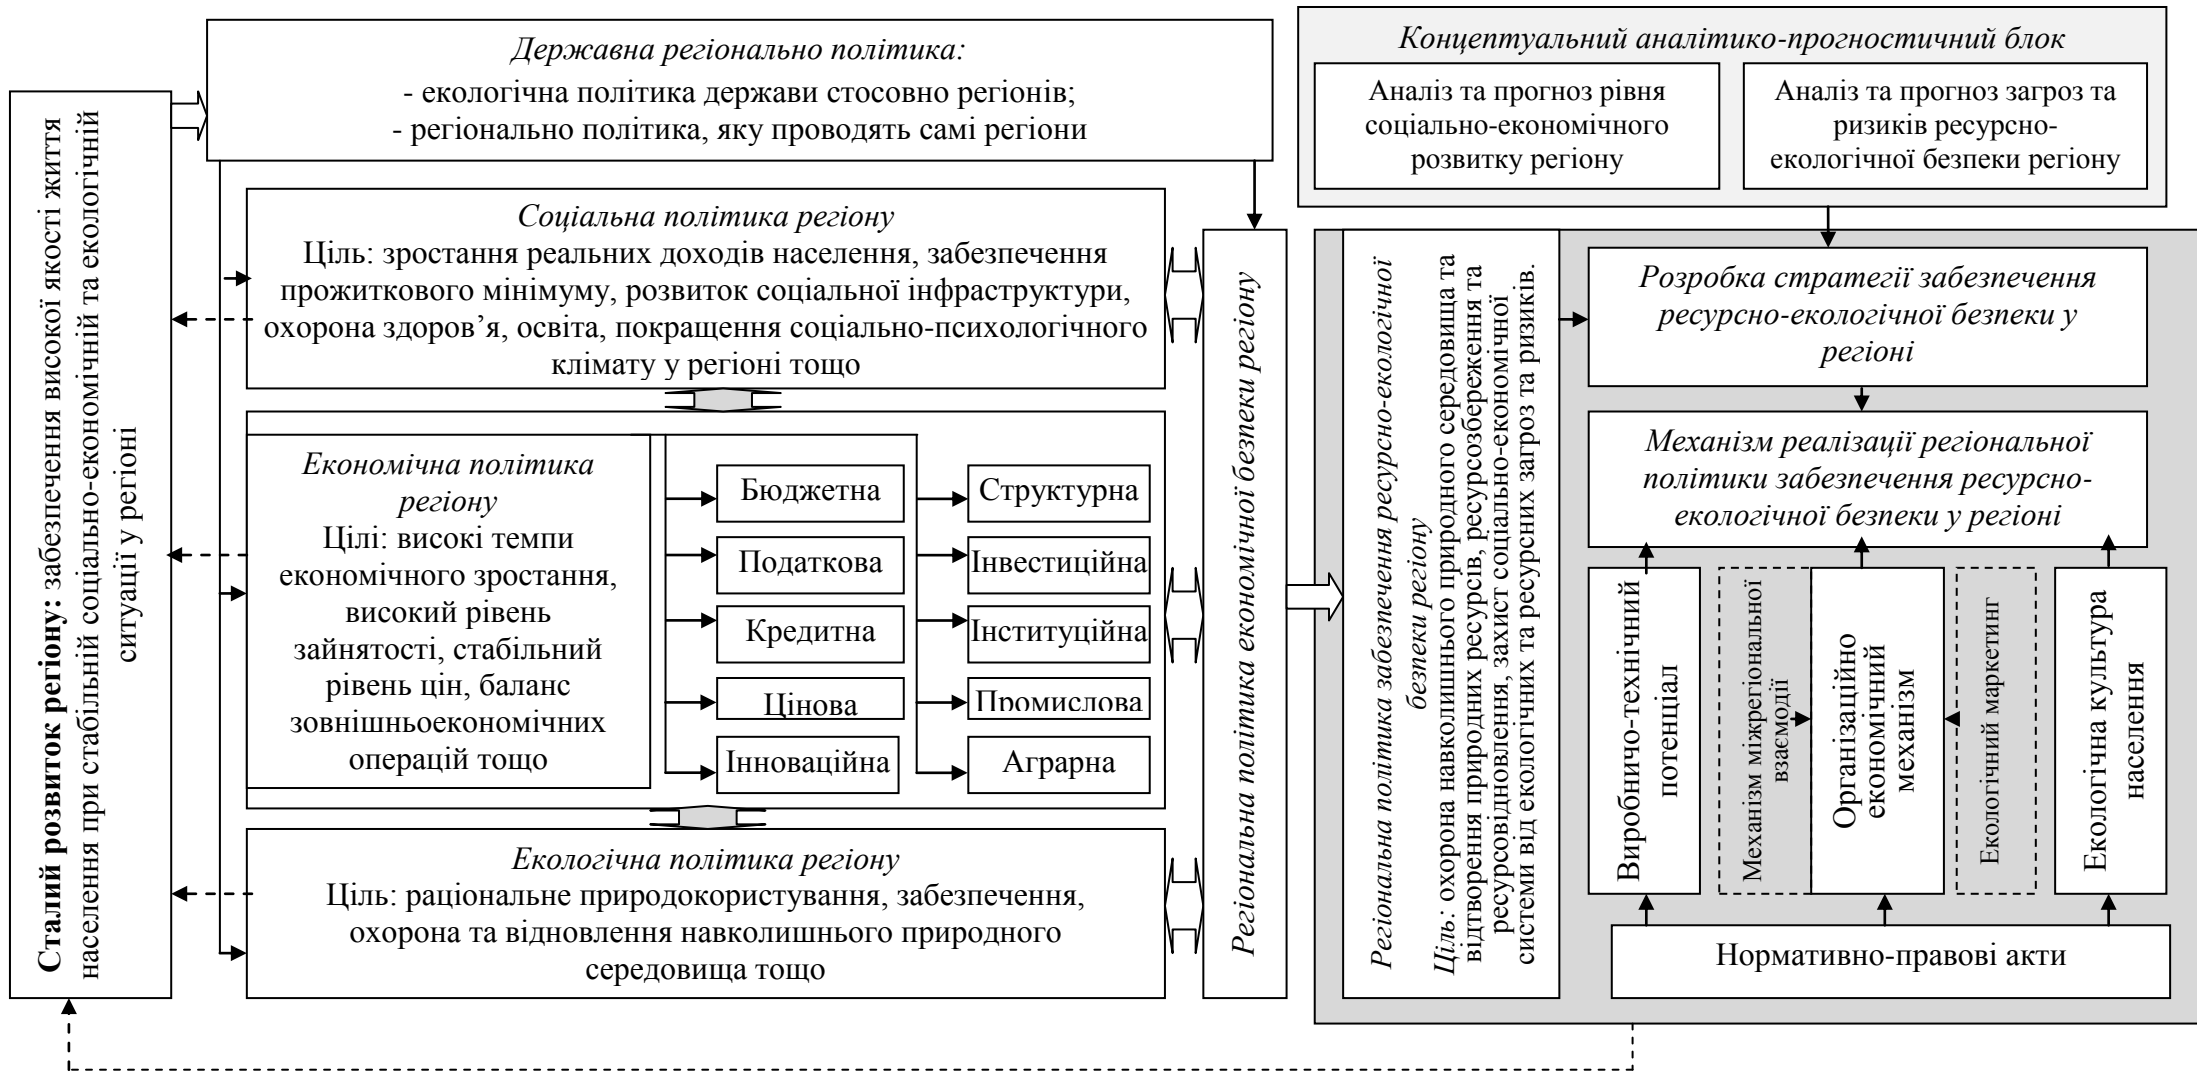 Державна регіонально політика:
- екологічна політика держави стосовно регіонів;
- регіонально політика, яку проводять самі регіони
Концептуальний аналітико-прогностичний блок
Аналіз та прогноз рівня
соціально-економічного
розвитку регіону
Аналіз та прогноз загроз та
ризиків ресурсно-
екологічної безпеки регіону
Сталий розвиток регіону: забезпечення високої якості життя
населення при стабільній соціально-економічній та екологічній
ситуації у регіоні
Соціальна політика регіону
Ціль: зростання реальних доходів населення, забезпечення
прожиткового мінімуму, розвиток соціальної інфраструктури,
охорона здоров’я, освіта, покращення соціально-психологічного
клімату у регіоні тощо
Економічна політика
регіону
Цілі: високі темпи
економічного зростання,
високий рівень
зайнятості, стабільний
рівень цін, баланс
зовнішньоекономічних
операцій тощо
Бюджетна
Податкова
Кредитна
Цінова
Інноваційна
Структурна
Інвестиційна
Інституційна
Промислова
Аграрна
Екологічна політика регіону
Ціль: раціональне природокористування, забезпечення,
охорона та відновлення навколишнього природного
середовища тощо
Регіональна політика економічної безпеки регіону
Регіональна політика забезпечення ресурсно-екологічної
безпеки регіону
Ціль: охорона навколишнього природного середовища та
відтворення природних ресурсів, ресурсозбереження та
ресурсовідновлення, захист соціально-економічної
системи від екологічних та ресурсних загроз та ризиків.
Розробка стратегії забезпечення
ресурсно-екологічної безпеки у
регіоні
Механізм реалізації регіональної
політики забезпечення ресурсно-
екологічної безпеки у регіоні
Виробничо-технічний
потенціал
Механізм міжрегіональної
взаємодії
Організаційно
економічний
механізм
Екологічний маркетинг
Екологічна культура
населення
Нормативно-правові акти